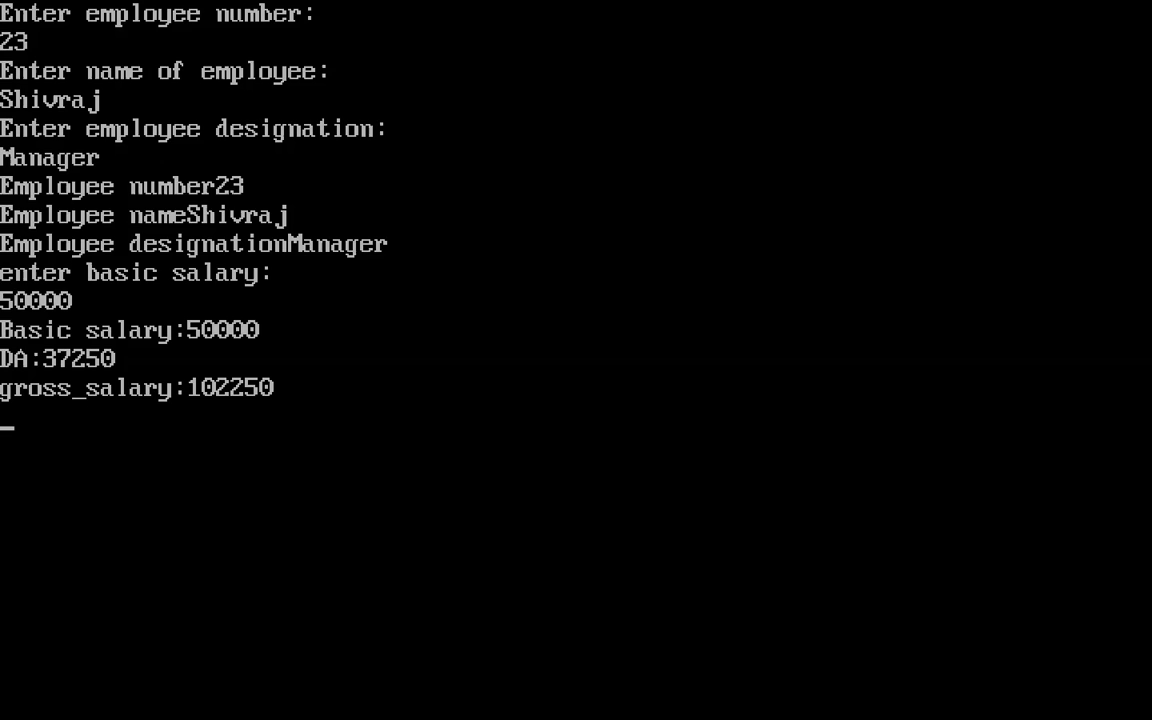 Enter employee number:
23
Enter name of employee:
Shivraj
Enter employee designation:
Manager
Employee number23
Employee nameShivraj
Employee designationManager
enter basic salary:
50000
Basic salary:50000
DA:37250
gross_salary:102250
_